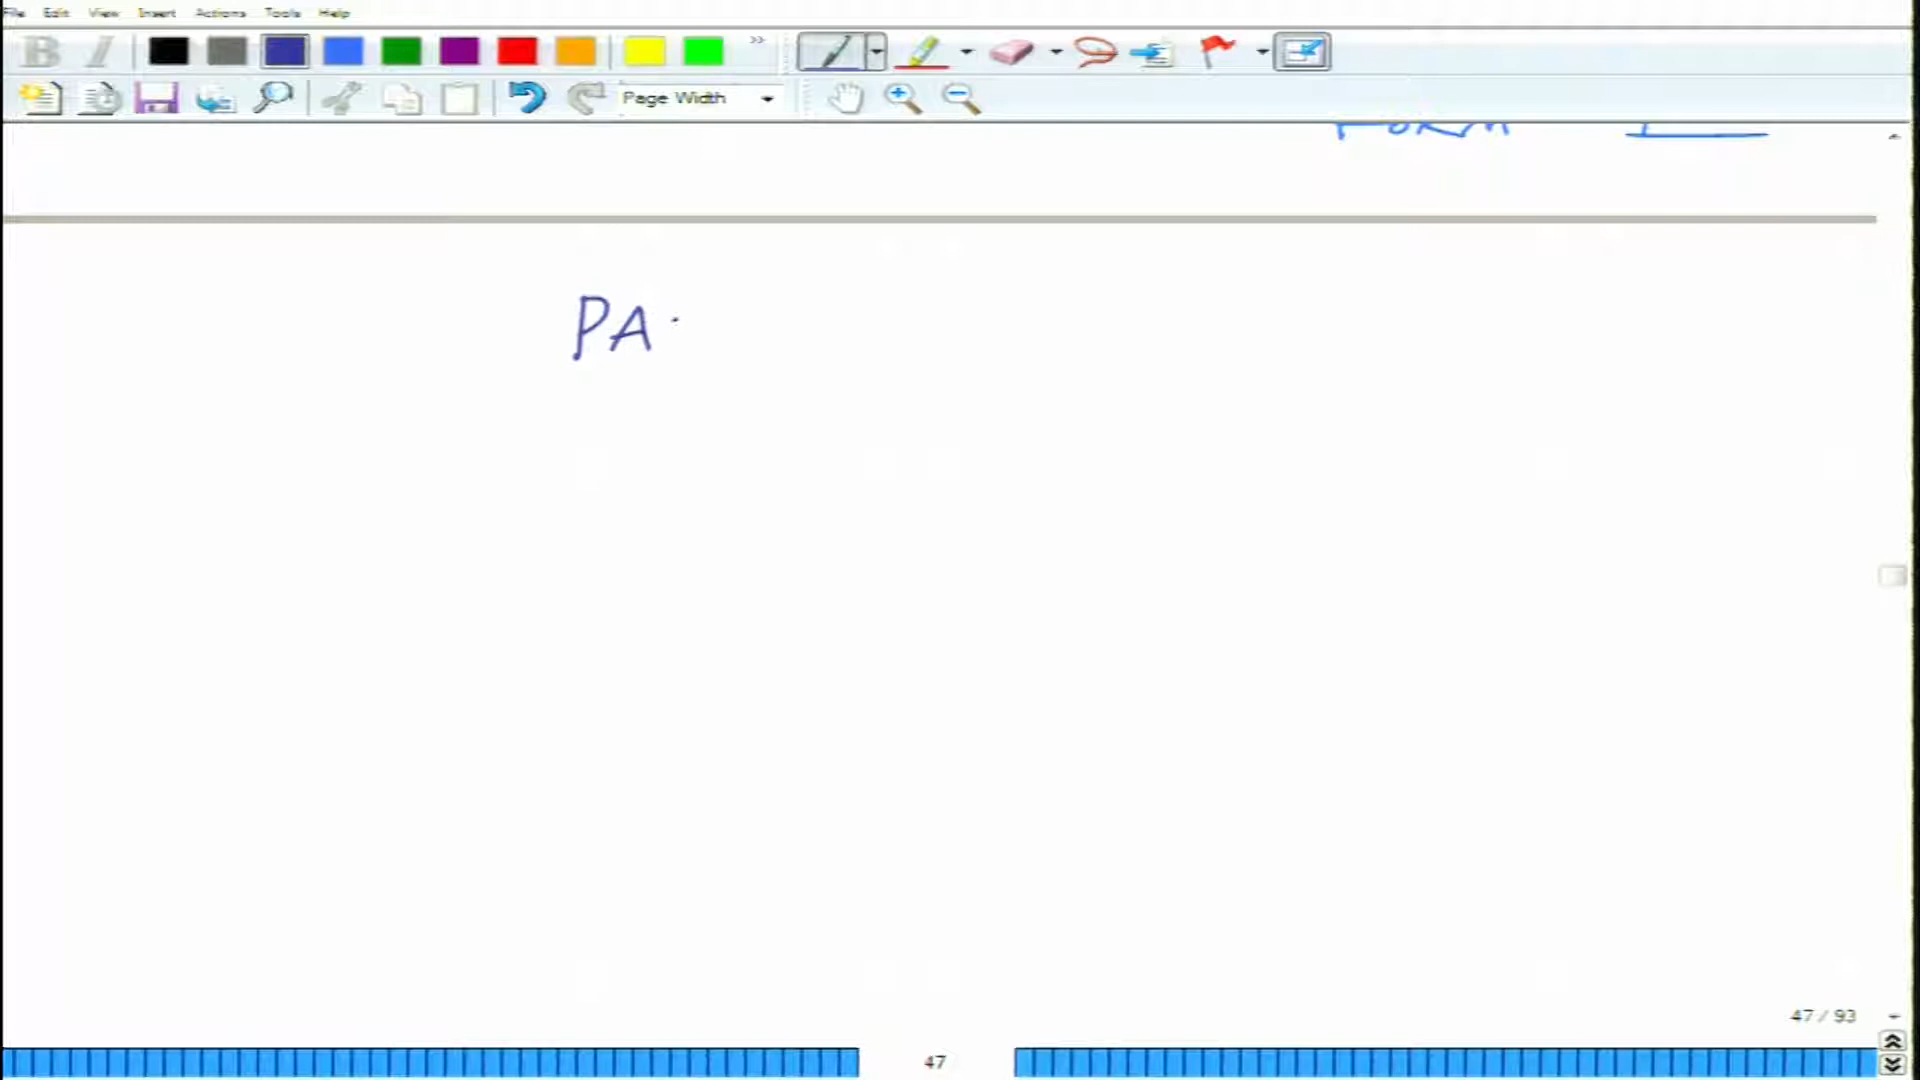 File Edit View Insert Actions Tools Help
B I
Page Width
PA
47 / 93
47